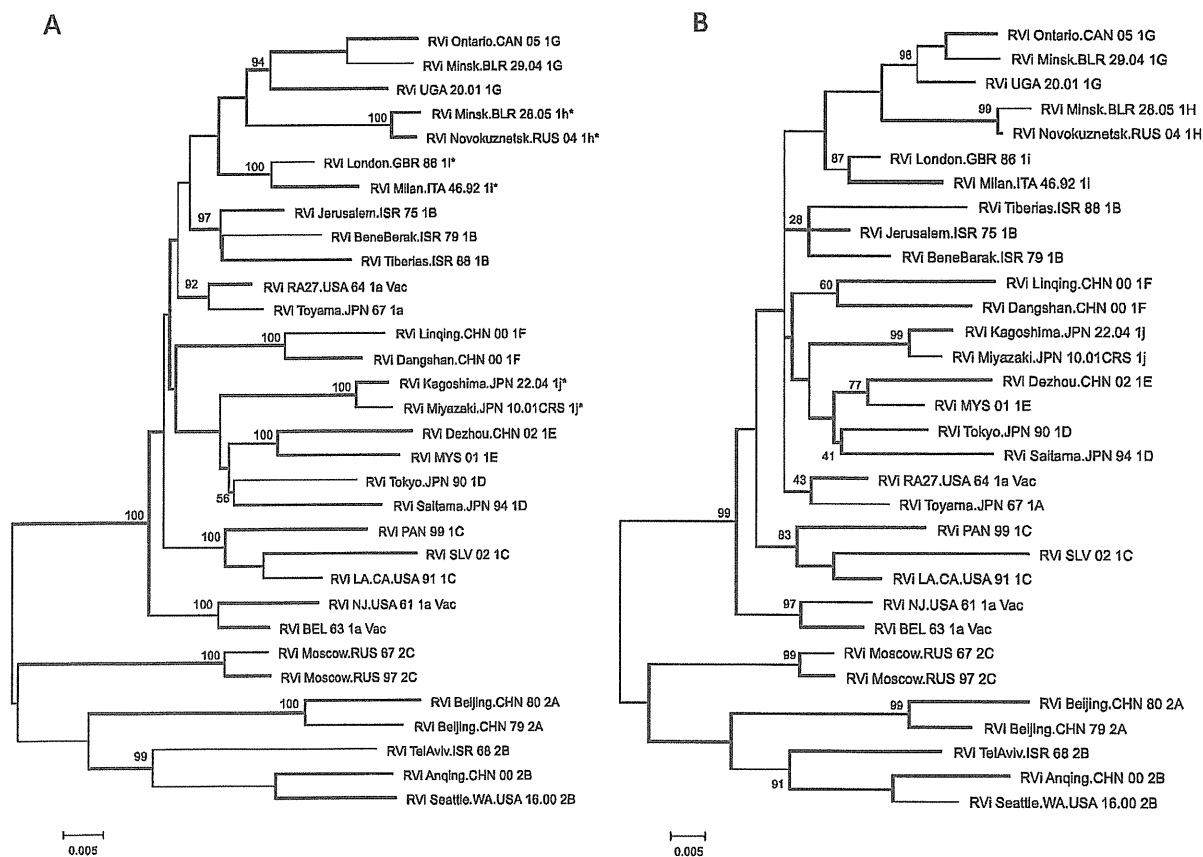 A
RVi Ontario.CAN 05 1G
94
RVi Minsk.BLR 29.04 1G
RVi UGA 20.01 1G
RVi Minsk.BLR 28.05 1h*
100
RVi Novokuznetsk.RUS 04 1h*
RVi London.GBR 86 1i*
100
RVi Milan.ITA 46.92 1i*
RVi Jerusalem.ISR 75 1B
97
RVi BeneBerak.ISR 79 1B
RVi Tiberias.ISR 88 1B
92
RVi RA27.USA 64 1a Vac
RVi Toyama.JPN 67 1a
RVi Linqing.CHN 00 1F
100
RVi Dangshan.CHN 00 1F
RVi Kagoshima.JPN 22.04 1j*
100
RVi Miyazaki.JPN 10.01CRS 1j*
RVi Dezhou.CHN 02 1E
100
RVi MYS 01 1E
RVi Tokyo.JPN 90 1D
56
RVi Saitama.JPN 94 1D
100
RVi PAN 99 1C
100
RVi SLV 02 1C
RVi LA.CA.USA 91 1C
RVi NJ.USA 61 1a Vac
100
RVi BEL 63 1a Vac
RVi Moscow.RUS 67 2C
100
RVi Moscow.RUS 97 2C
RVi Beijing.CHN 80 2A
100
RVi Beijing.CHN 79 2A
RVi TelAviv.ISR 68 2B
99
RVi Anqing.CHN 00 2B
RVi Seattle.WA.USA 16.00 2B
0.005
B
RVi Ontario.CAN 05 1G
98
RVi Minsk.BLR 29.04 1G
RVi UGA 20.01 1G
RVi Minsk.BLR 28.05 1H
99
RVi Novokuznetsk.RUS 04 1H
RVi London.GBR 86 1i
87
RVi Milan.ITA 46.92 1i
RVi Tiberias.ISR 88 1B
28
RVi Jerusalem.ISR 75 1B
RVi BeneBarak.ISR 79 1B
RVi Linqing.CHN 00 1F
60
RVi Dangshan.CHN 00 1F
RVi Kagoshima.JPN 22.04 1j
99
RVi Miyazaki.JPN 10.01CRS 1j
RVi Dezhou.CHN 02 1E
77
RVi MYS 01 1E
RVi Tokyo.JPN 90 1D
41
RVi Saitama.JPN 94 1D
43
RVi RA27.USA 64 1a Vac
RVi Toyama.JPN 67 1A
99
RVi PAN 99 1C
83
RVi SLV 02 1C
RVi LA.CA.USA 91 1C
RVi NJ.USA 61 1a Vac
97
RVi BEL 63 1a Vac
RVi Moscow.RUS 67 2C
99
RVi Moscow.RUS 97 2C
RVi Beijing.CHN 80 2A
99
RVi Beijing.CHN 79 2A
RVi TelAviv.ISR 68 2B
91
RVi Anqing.CHN 00 2B
RVi Seattle.WA.USA 16.00 2B
0.005